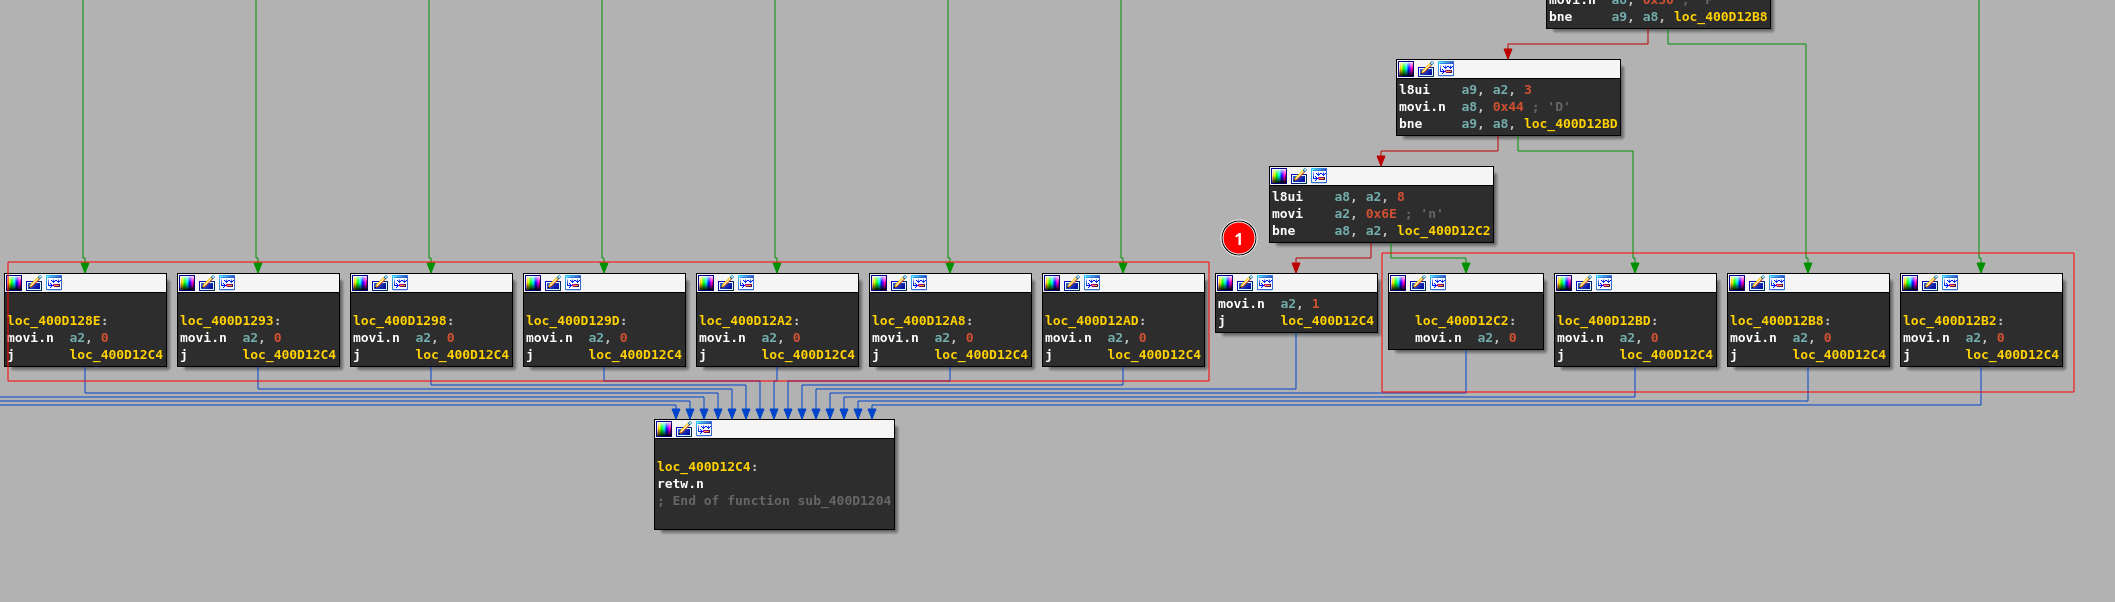 movi.n a8, 0x50 ; 'P'
bne a9, a8, loc_400D12B8
l8ui a9, a2, 3
movi.n a8, 0x44 ; 'D'
bne a9, a8, loc_400D12BD
l8ui a8, a2, 8
movi a2, 0x6E ; 'n'
bne a8, a2, loc_400D12C2
1
loc_400D128E:
movi.n a2, 0
j loc_400D12C4
loc_400D1293:
movi.n a2, 0
j loc_400D12C4
loc_400D1298:
movi.n a2, 0
j loc_400D12C4
loc_400D129D:
movi.n a2, 0
j loc_400D12C4
loc_400D12A2:
movi.n a2, 0
j loc_400D12C4
loc_400D12A8:
movi.n a2, 0
j loc_400D12C4
loc_400D12AD:
movi.n a2, 0
j loc_400D12C4
movi.n a2, 1
j loc_400D12C4
loc_400D12C2:
movi.n a2, 0
loc_400D12BD:
movi.n a2, 0
j loc_400D12C4
loc_400D12B8:
movi.n a2, 0
j loc_400D12C4
loc_400D12B2:
movi.n a2, 0
j loc_400D12C4
loc_400D12C4:
retw.n
; End of function sub_400D1204